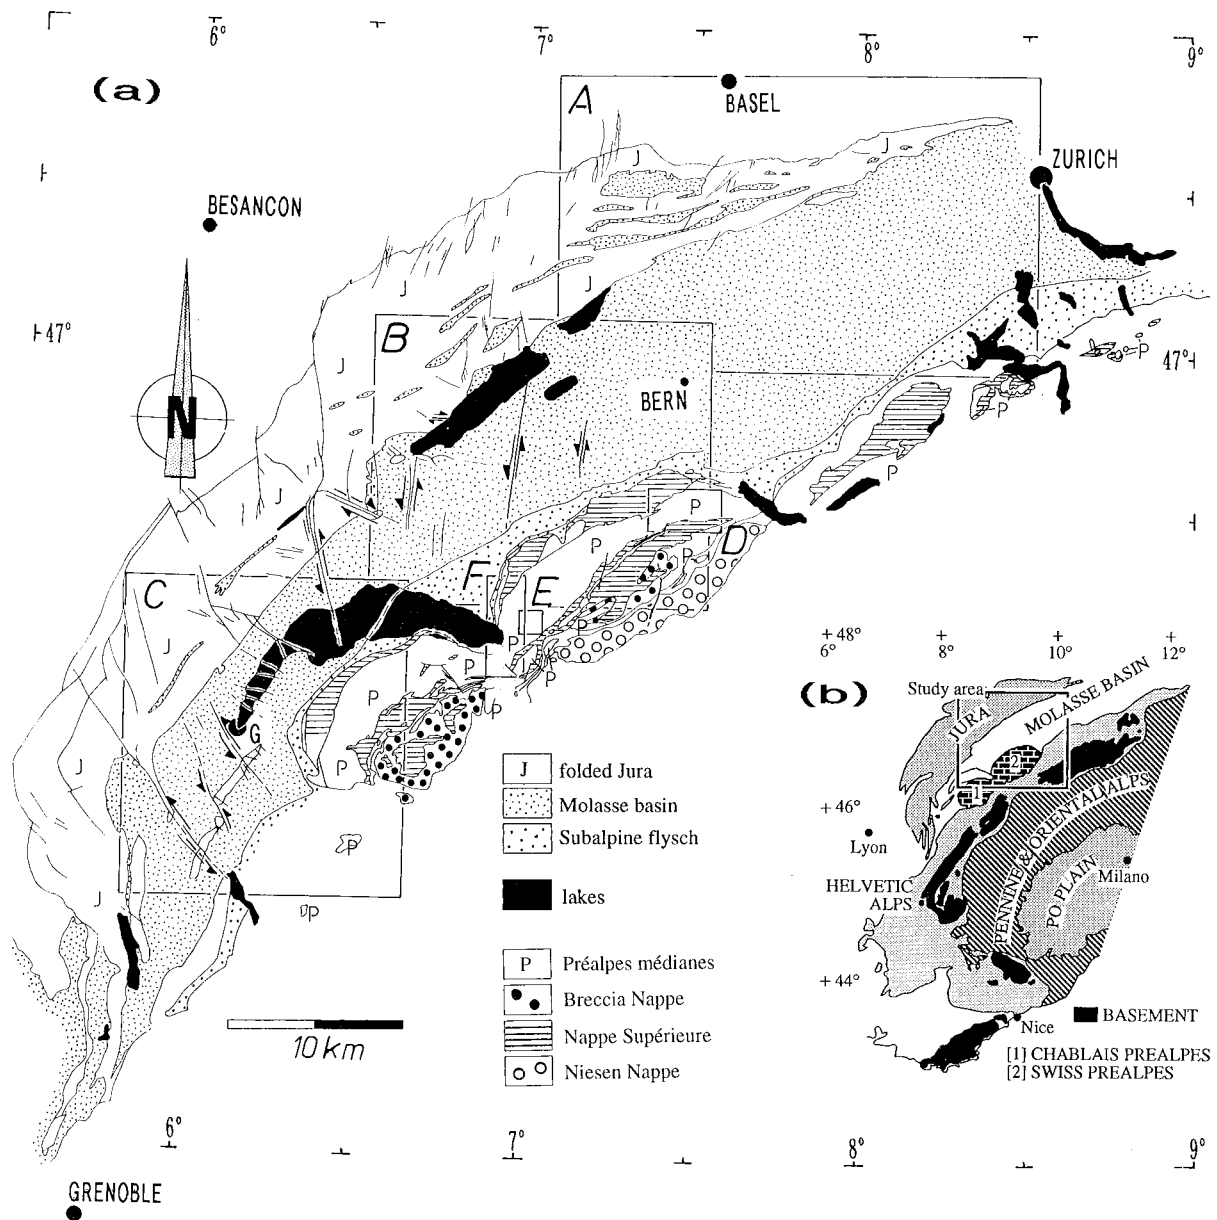 6°
7°
8°
9°
(a)
A
BASEL
J
J
ZURICH
BESANCON
J
J
47°
B
J
47°
P
N
BERN
P
P
J
P
P
D
P
C
F
E
P
J
P
P
P
P
G
P
J
P
P
P
J
J folded Jura
Molasse basin
Subalpine flysch
lakes
P Préalpes médianes
Breccia Nappe
Nappe Supérieure
Niesen Nappe
10 km
6°
7°
8°
9°
GRENOBLE
(b)
+ 48°
6°
8°
10°
12°
Study area
JURA
MOLASSE BASIN
2
1
+ 46°
Lyon
HELVETIC
ALPS
PENNINE & ORIENTAL ALPS
PO PLAIN
Milano
+ 44°
Nice
BASEMENT
[1] CHABLAIS PREALPES
[2] SWISS PREALPES